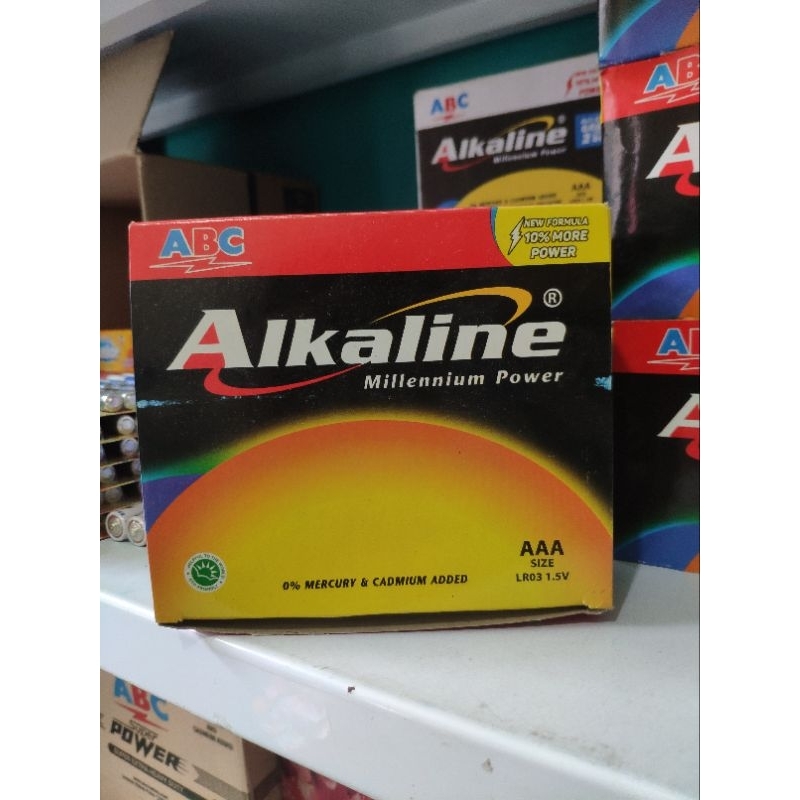 ABC
Alkaline
Millennium Power
AAA
AB
A
ABC
NEW FORMULA
10% MORE
POWER
Alkaline®
Millennium Power
0% MERCURY & CADMIUM ADDED
AAA
SIZE
LR03 1.5V
A
A
ABC
POWER